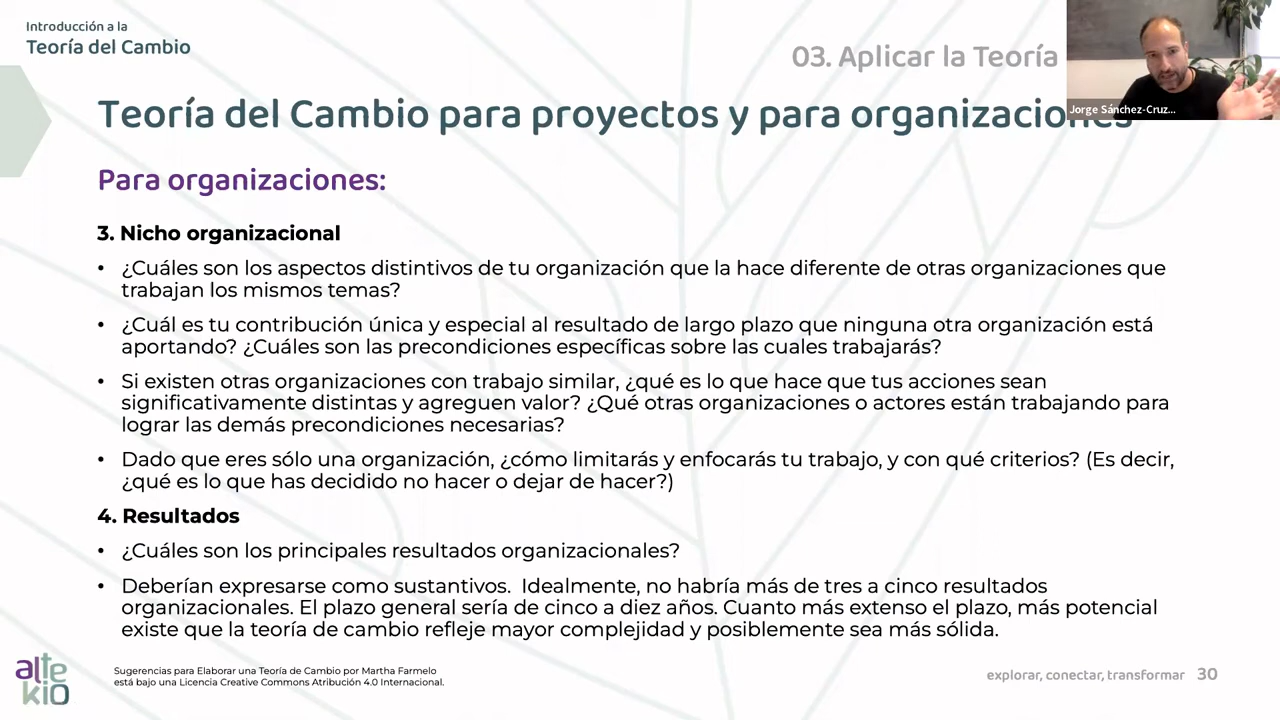 Introducción a la
Teoría del Cambio
03. Aplicar la Teoría
Jorge Sánchez-Cruz...
Teoría del Cambio para proyectos y para organizaciones
Para organizaciones:
3. Nicho organizacional
• ¿Cuáles son los aspectos distintivos de tu organización que la hace diferente de otras organizaciones que
trabajan los mismos temas?
• ¿Cuál es tu contribución única y especial al resultado de largo plazo que ninguna otra organización está
aportando? ¿Cuáles son las precondiciones específicas sobre las cuales trabajarás?
• Si existen otras organizaciones con trabajo similar, ¿qué es lo que hace que tus acciones sean
significativamente distintas y agreguen valor? ¿Qué otras organizaciones o actores están trabajando para
lograr las demás precondiciones necesarias?
• Dado que eres sólo una organización, ¿cómo limitarás y enfocarás tu trabajo, y con qué criterios? (Es decir,
¿qué es lo que has decidido no hacer o dejar de hacer?)
4. Resultados
• ¿Cuáles son los principales resultados organizacionales?
• Deberían expresarse como sustantivos. Idealmente, no habría más de tres a cinco resultados
organizacionales. El plazo general sería de cinco a diez años. Cuanto más extenso el plazo, más potencial
existe que la teoría de cambio refleje mayor complejidad y posiblemente sea más sólida.
alte
kio
Sugerencias para Elaborar una Teoría de Cambio por Martha Farmelo
está bajo una Licencia Creative Commons Atribución 4.0 Internacional.
explorar, conectar, transformar 30